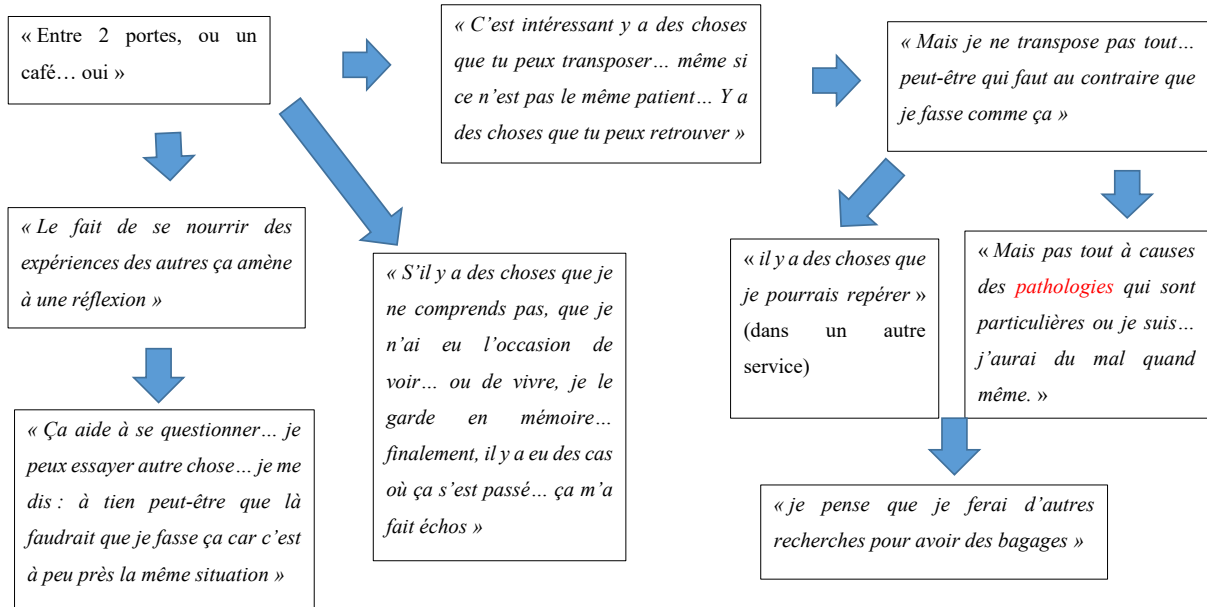 « Entre 2 portes, ou un
café… oui »
« C’est intéressant y a des choses
que tu peux transposer… même si
ce n’est pas le même patient… Y a
des choses que tu peux retrouver »
« Mais je ne transpose pas tout…
peut-être qui faut au contraire que
je fasse comme ça »
« Le fait de se nourrir des
expériences des autres ça amène
à une réflexion »
« S’il y a des choses que je
ne comprends pas, que je
n’ai eu l’occasion de
voir… ou de vivre, je le
garde en mémoire…
finalement, il y a eu des cas
où ça s’est passé… ça m’a
fait échos »
« il y a des choses que
je pourrais repérer »
(dans un autre
service)
« Mais pas tout à causes
des pathologies qui sont
particulières ou je suis…
j’aurai du mal quand
même. »
« Ça aide à se questionner… je
peux essayer autre chose… je me
dis : à tien peut-être que là
faudrait que je fasse ça car c’est
à peu près la même situation »
« je pense que je ferai d’autres
recherches pour avoir des bagages »